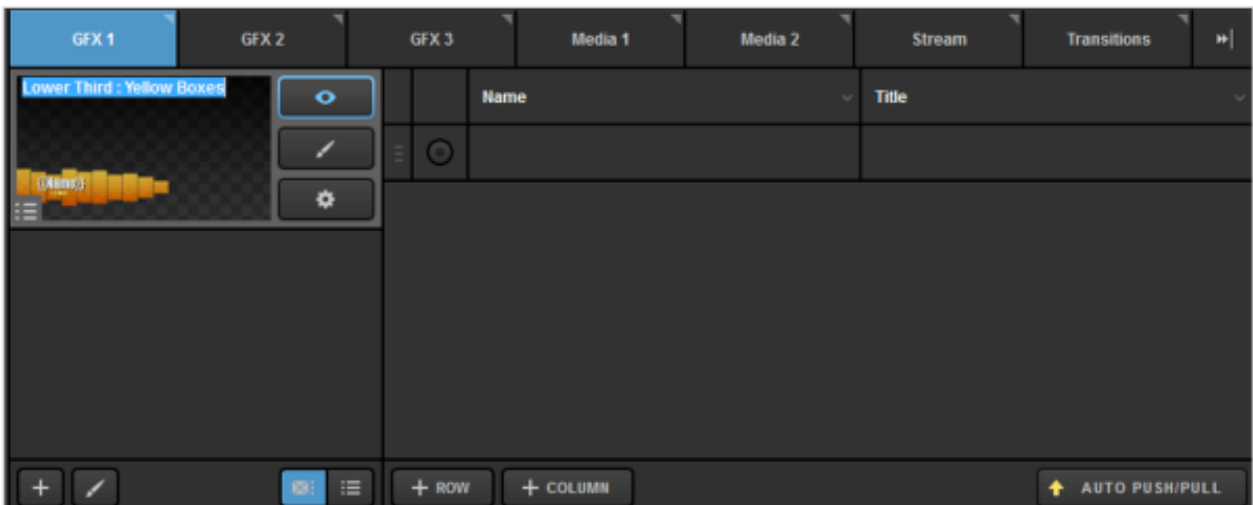 GFX 1 GFX 2 GFX 3 Media 1 Media 2 Stream Transitions
Lower Third : Yellow Boxes
Name Title
{{Name}}
+ ROW + COLUMN AUTO PUSH/PULL